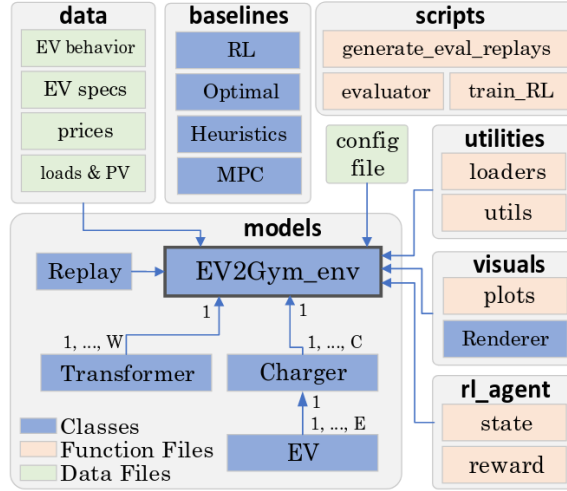 data
EV behavior
EV specs
prices
loads & PV
baselines
RL
Optimal
Heuristics
MPC
scripts
generate_eval_replays
evaluator
train_RL
config
file
utilities
loaders
utils
models
Replay
EV2Gym_env
1
1
1, ..., W
1, ..., C
Transformer
Charger
1
1, ..., E
EV
visuals
plots
Renderer
rl_agent
state
reward
Classes
Function Files
Data Files